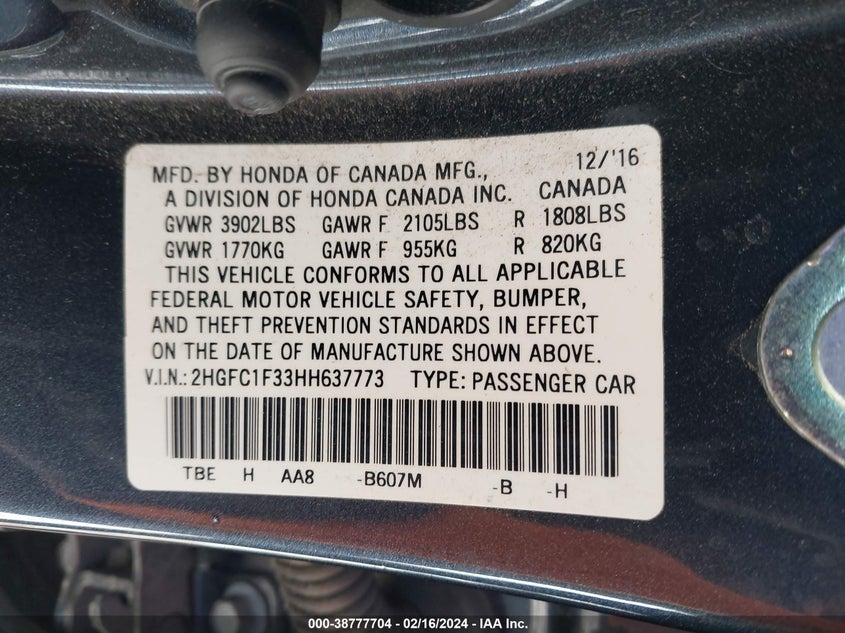 MFD. BY HONDA OF CANADA MFG., 12/'16
A DIVISION OF HONDA CANADA INC. CANADA
GVWR 3902LBS GAWR F 2105LBS R 1808LBS
GVWR 1770KG GAWR F 955KG R 820KG
THIS VEHICLE CONFORMS TO ALL APPLICABLE
FEDERAL MOTOR VEHICLE SAFETY, BUMPER,
AND THEFT PREVENTION STANDARDS IN EFFECT
ON THE DATE OF MANUFACTURE SHOWN ABOVE.
V.I.N.: 2HGFC1F33HH637773 TYPE: PASSENGER CAR
TBE H AA8 -B607M -B -H
000-38777704 - 02/16/2024 - IAA Inc.